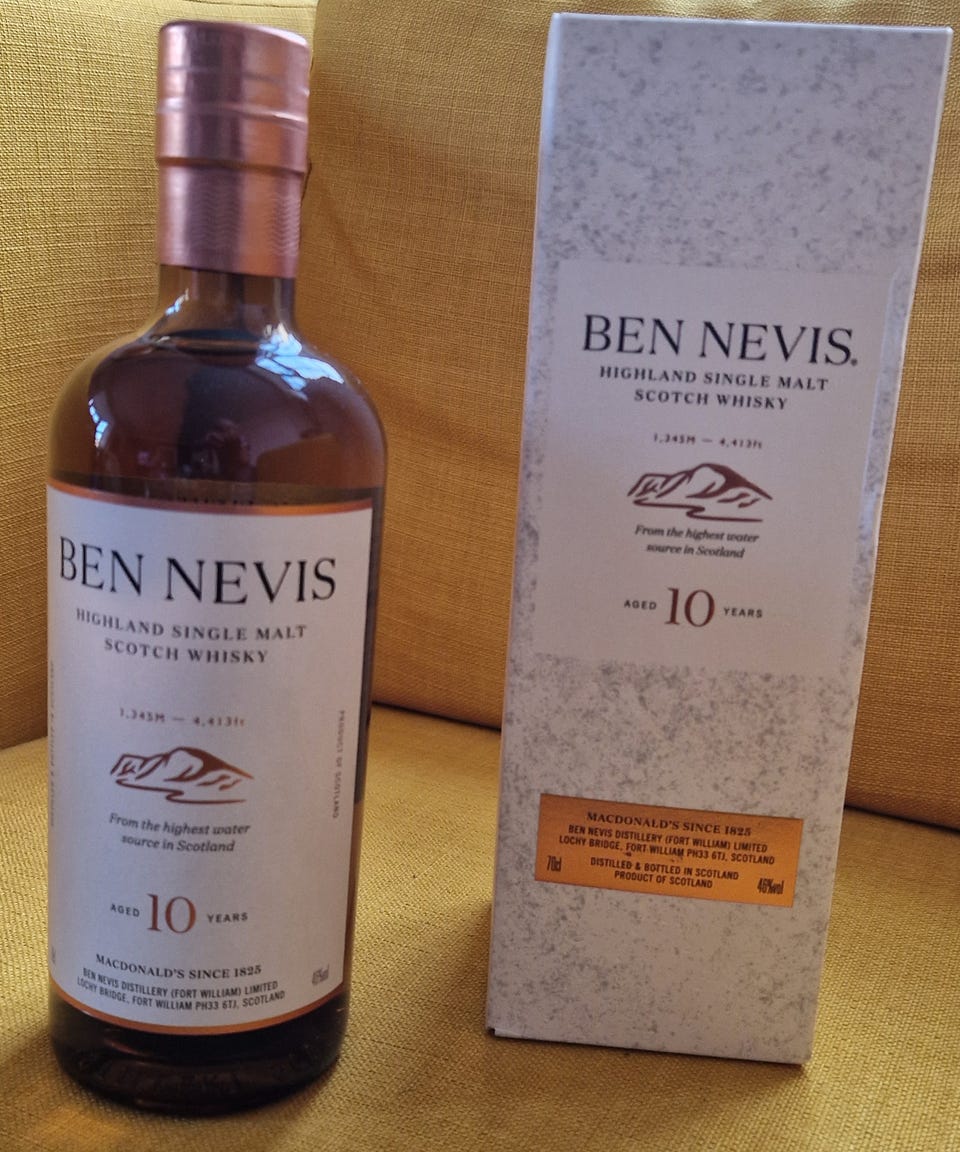 BEN NEVIS
HIGHLAND SINGLE MALT
SCOTCH WHISKY
1,345M — 4,413ft
From the highest water
source in Scotland
AGED 10 YEARS
MACDONALD'S SINCE 1825
BEN NEVIS DISTILLERY (FORT WILLIAM) LIMITED
LOCHY BRIDGE, FORT WILLIAM PH33 6TJ, SCOTLAND
46%vol
PRODUCT OF SCOTLAND
BEN NEVIS®
HIGHLAND SINGLE MALT
SCOTCH WHISKY
1,345M — 4,413ft
From the highest water
source in Scotland
AGED 10 YEARS
MACDONALD'S SINCE 1825
BEN NEVIS DISTILLERY (FORT WILLIAM) LIMITED
LOCHY BRIDGE, FORT WILLIAM PH33 6TJ, SCOTLAND
70cl DISTILLED & BOTTLED IN SCOTLAND 46%vol
PRODUCT OF SCOTLAND